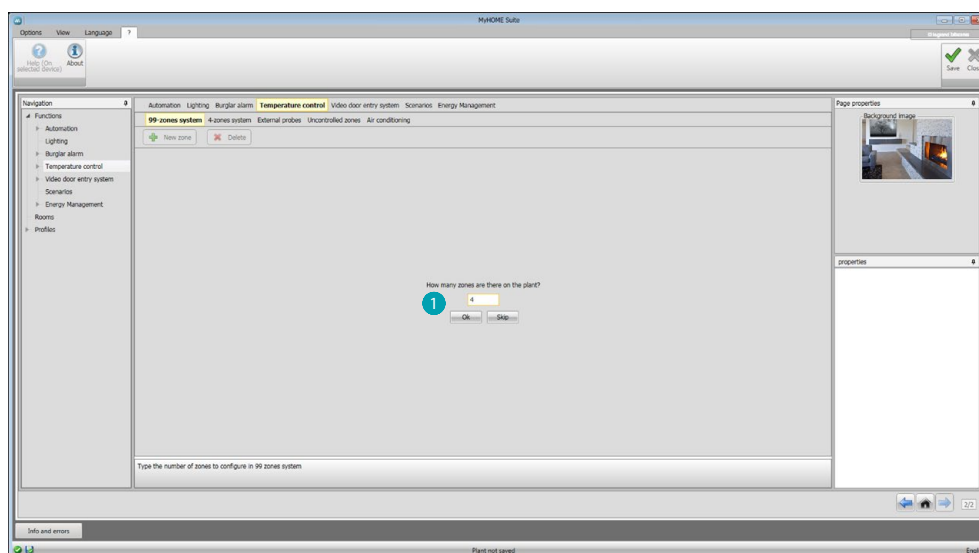 MyHOME Suite
Options View Language ?
Help (On selected device)
About
Save
Navigation
Functions
Automation
Lighting
Burglar alarm
Temperature control
Video door entry system
Scenarios
Energy Management
Rooms
Profiles
Automation Lighting Burglar alarm Temperature control Video door entry system Scenarios Energy Management
99-zones system 4-zones system External probes Uncontrolled zones Air conditioning
New zone Delete
How many zones are there on the plant?
1
4
Ok Skip
Type the number of zones to configure in 99 zones system
Page properties
Background image
properties
2/2
Info and errors
Plant not saved